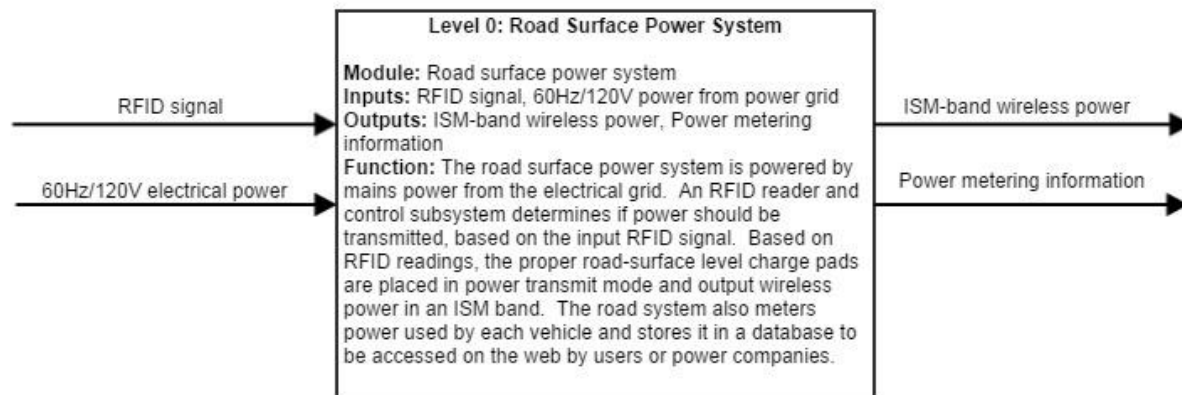 Level 0: Road Surface Power System
Module: Road surface power system
Inputs: RFID signal, 60Hz/120V power from power grid
Outputs: ISM-band wireless power, Power metering
information
Function: The road surface power system is powered by
mains power from the electrical grid.  An RFID reader and
control subsystem determines if power should be
transmitted, based on the input RFID signal.  Based on
RFID readings, the proper road-surface level charge pads
are placed in power transmit mode and output wireless
power in an ISM band.  The road system also meters
power used by each vehicle and stores it in a database to
be accessed on the web by users or power companies.
RFID signal
60Hz/120V electrical power
ISM-band wireless power
Power metering information